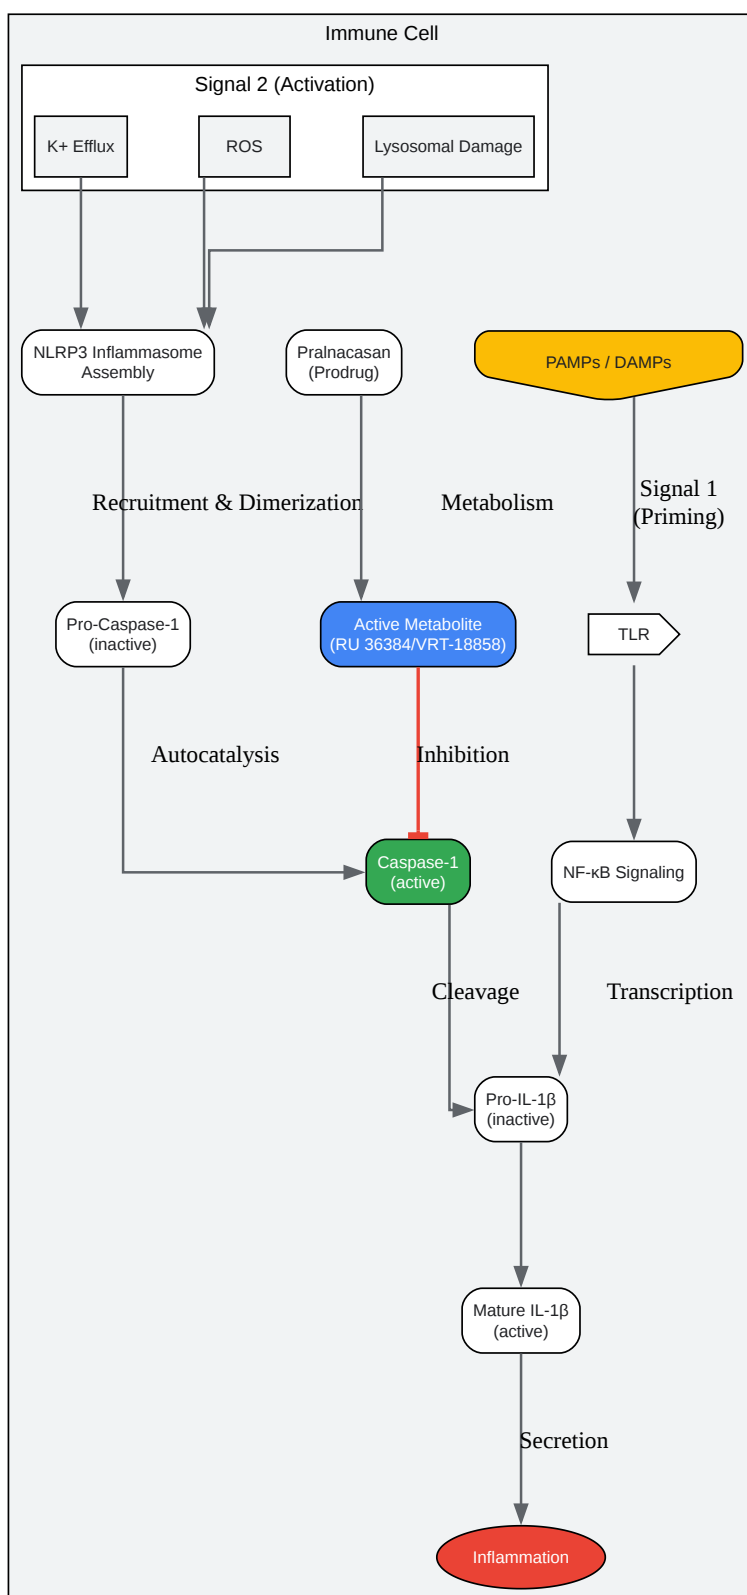 Immune Cell
Signal 2 (Activation)
K+ Efflux
ROS
Lysosomal Damage
NLRP3 Inflammasome
Assembly
Pralnacasan
(Prodrug)
PAMPs / DAMPs
Recruitment & Dimerization
Metabolism
Signal 1
(Priming)
Pro-Caspase-1
(inactive)
Active Metabolite
(RU 36384/VRT-18858)
TLR
Autocatalysis
Inhibition
Caspase-1
(active)
NF-κB Signaling
Cleavage
Transcription
Pro-IL-1β
(inactive)
Mature IL-1β
(active)
Secretion
Inflammation